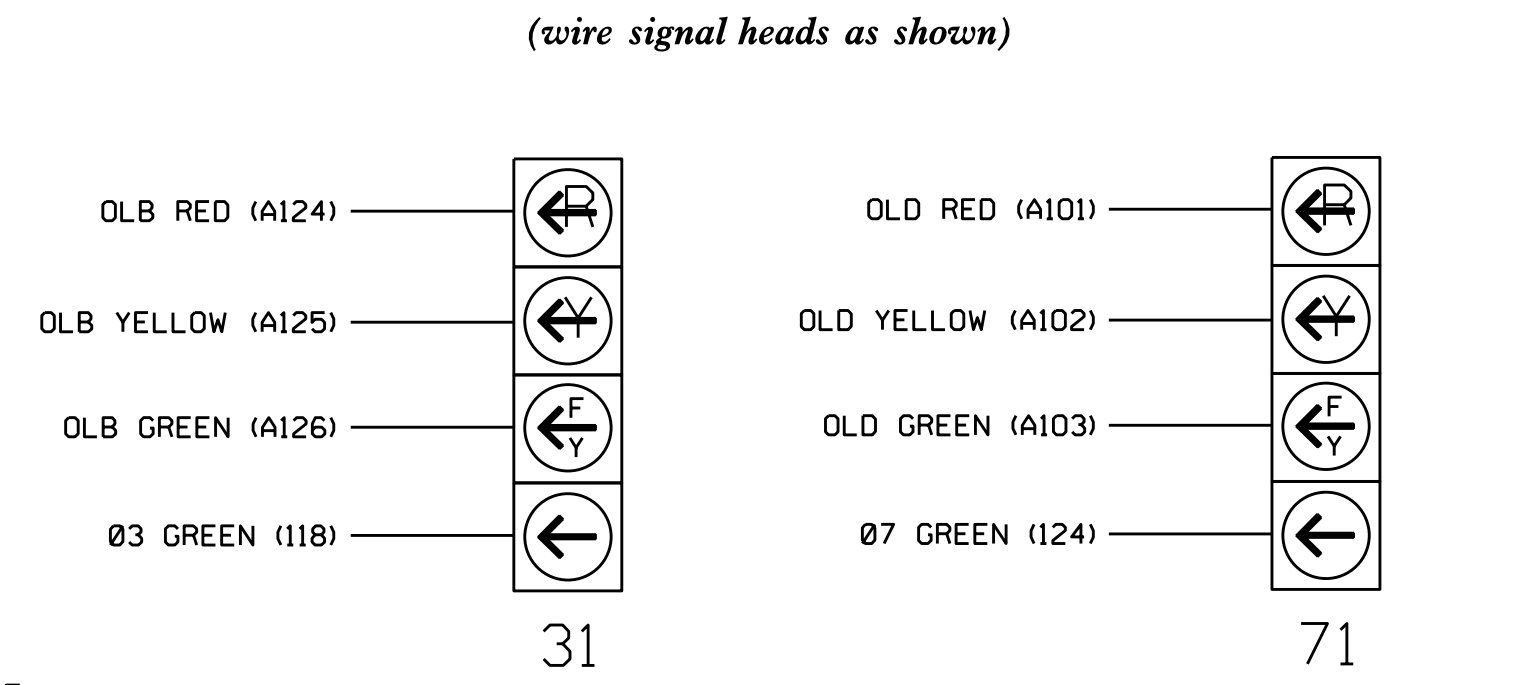 (wire signal heads as shown)
OLB RED (A124)
R
OLB YELLOW (A125)
Y
OLB GREEN (A126)
F
Y
Ø3 GREEN (118)
31
OLD RED (A101)
R
OLD YELLOW (A102)
Y
OLD GREEN (A103)
F
Y
Ø7 GREEN (124)
71